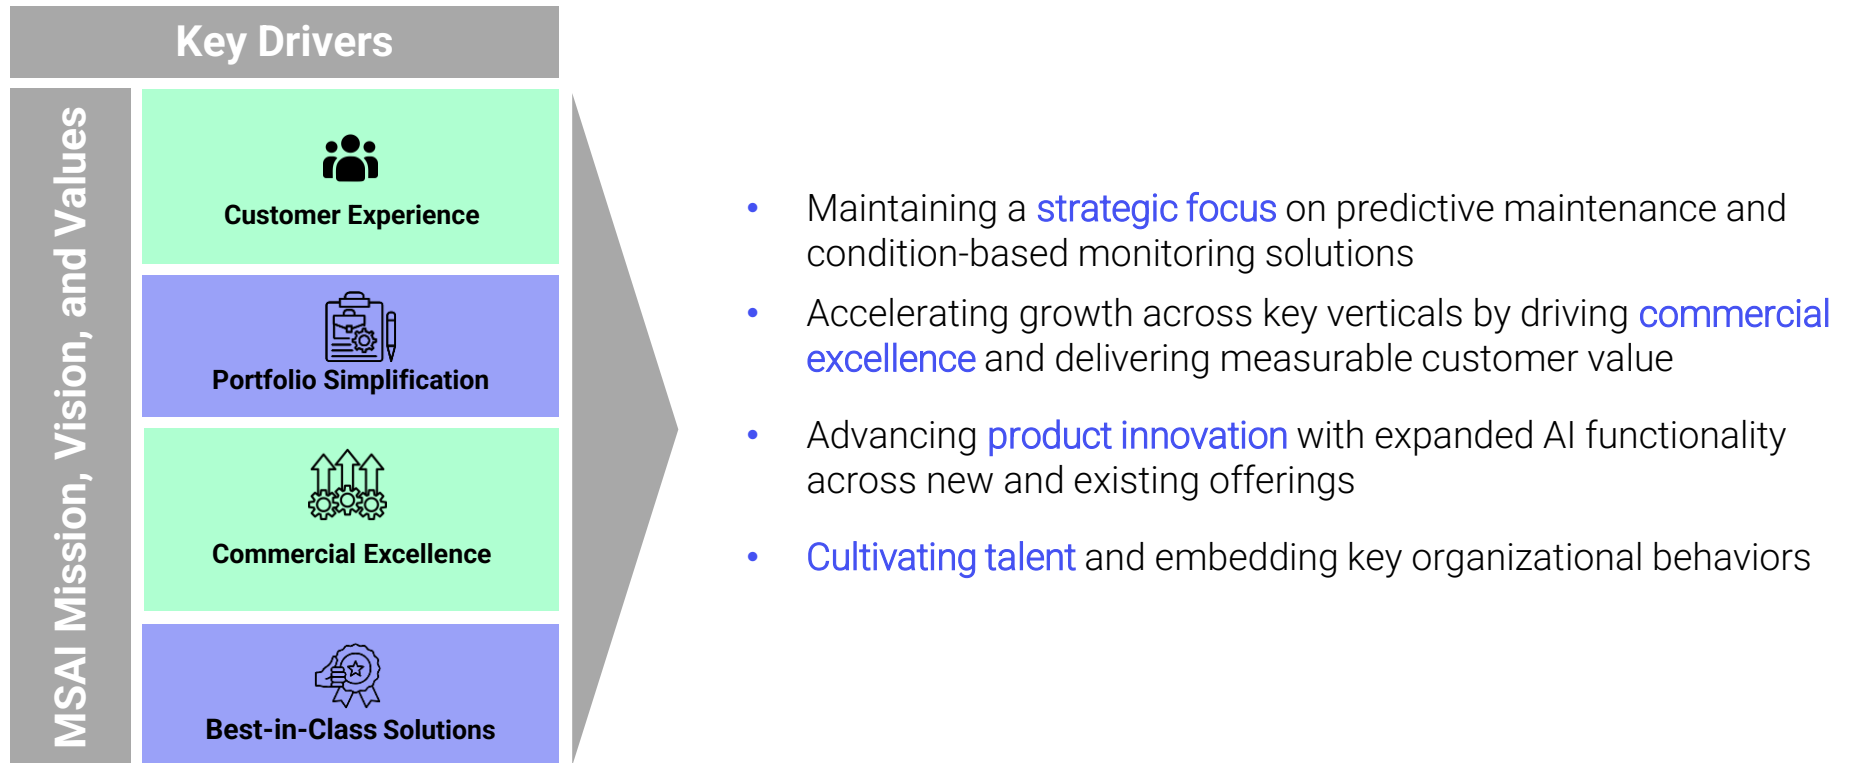 Key Drivers
MSAI Mission, Vision, and Values
Customer Experience
Portfolio Simplification
Commercial Excellence
Best-in-Class Solutions
• Maintaining a strategic focus on predictive maintenance and
condition-based monitoring solutions
• Accelerating growth across key verticals by driving commercial
excellence and delivering measurable customer value
• Advancing product innovation with expanded AI functionality
across new and existing offerings
• Cultivating talent and embedding key organizational behaviors